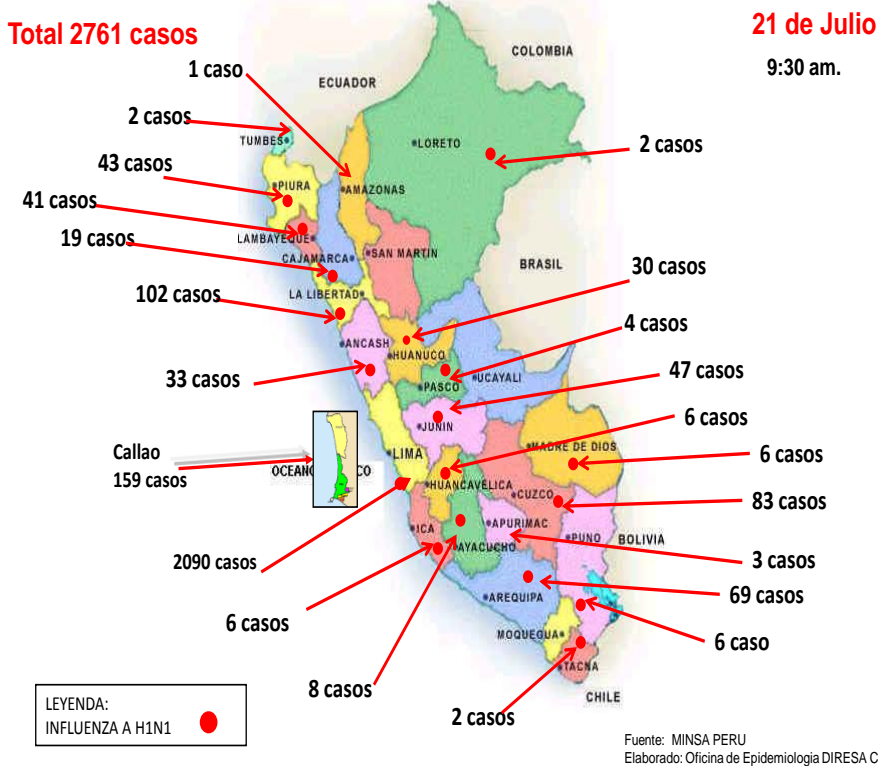 Total 2761 casos
21 de Julio
9:30 am.
COLOMBIA
ECUADOR
1 caso
2 casos
TUMBES
LORETO
2 casos
43 casos
PIURA
AMAZONAS
41 casos
LAMBAYEQUE
19 casos
CAJAMARCA
SAN MARTIN
BRASIL
30 casos
102 casos
LA LIBERTAD
4 casos
ANCASH
HUANUCO
33 casos
PASCO
UCAYALI
47 casos
JUNIN
6 casos
Callao
159 casos
OCEANO
CO
LIMA
MADRE DE DIOS
6 casos
HUANCAVELICA
CUZCO
83 casos
ICA
APURIMAC
PUNO
BOLIVIA
AYACUCHO
2090 casos
3 casos
AREQUIPA
69 casos
6 casos
MOQUEGUA
6 caso
TACNA
8 casos
2 casos
CHILE
LEYENDA:
INFLUENZA A H1N1
Fuente: MINSA PERU
Elaborado: Oficina de Epidemiologia DIRESA C